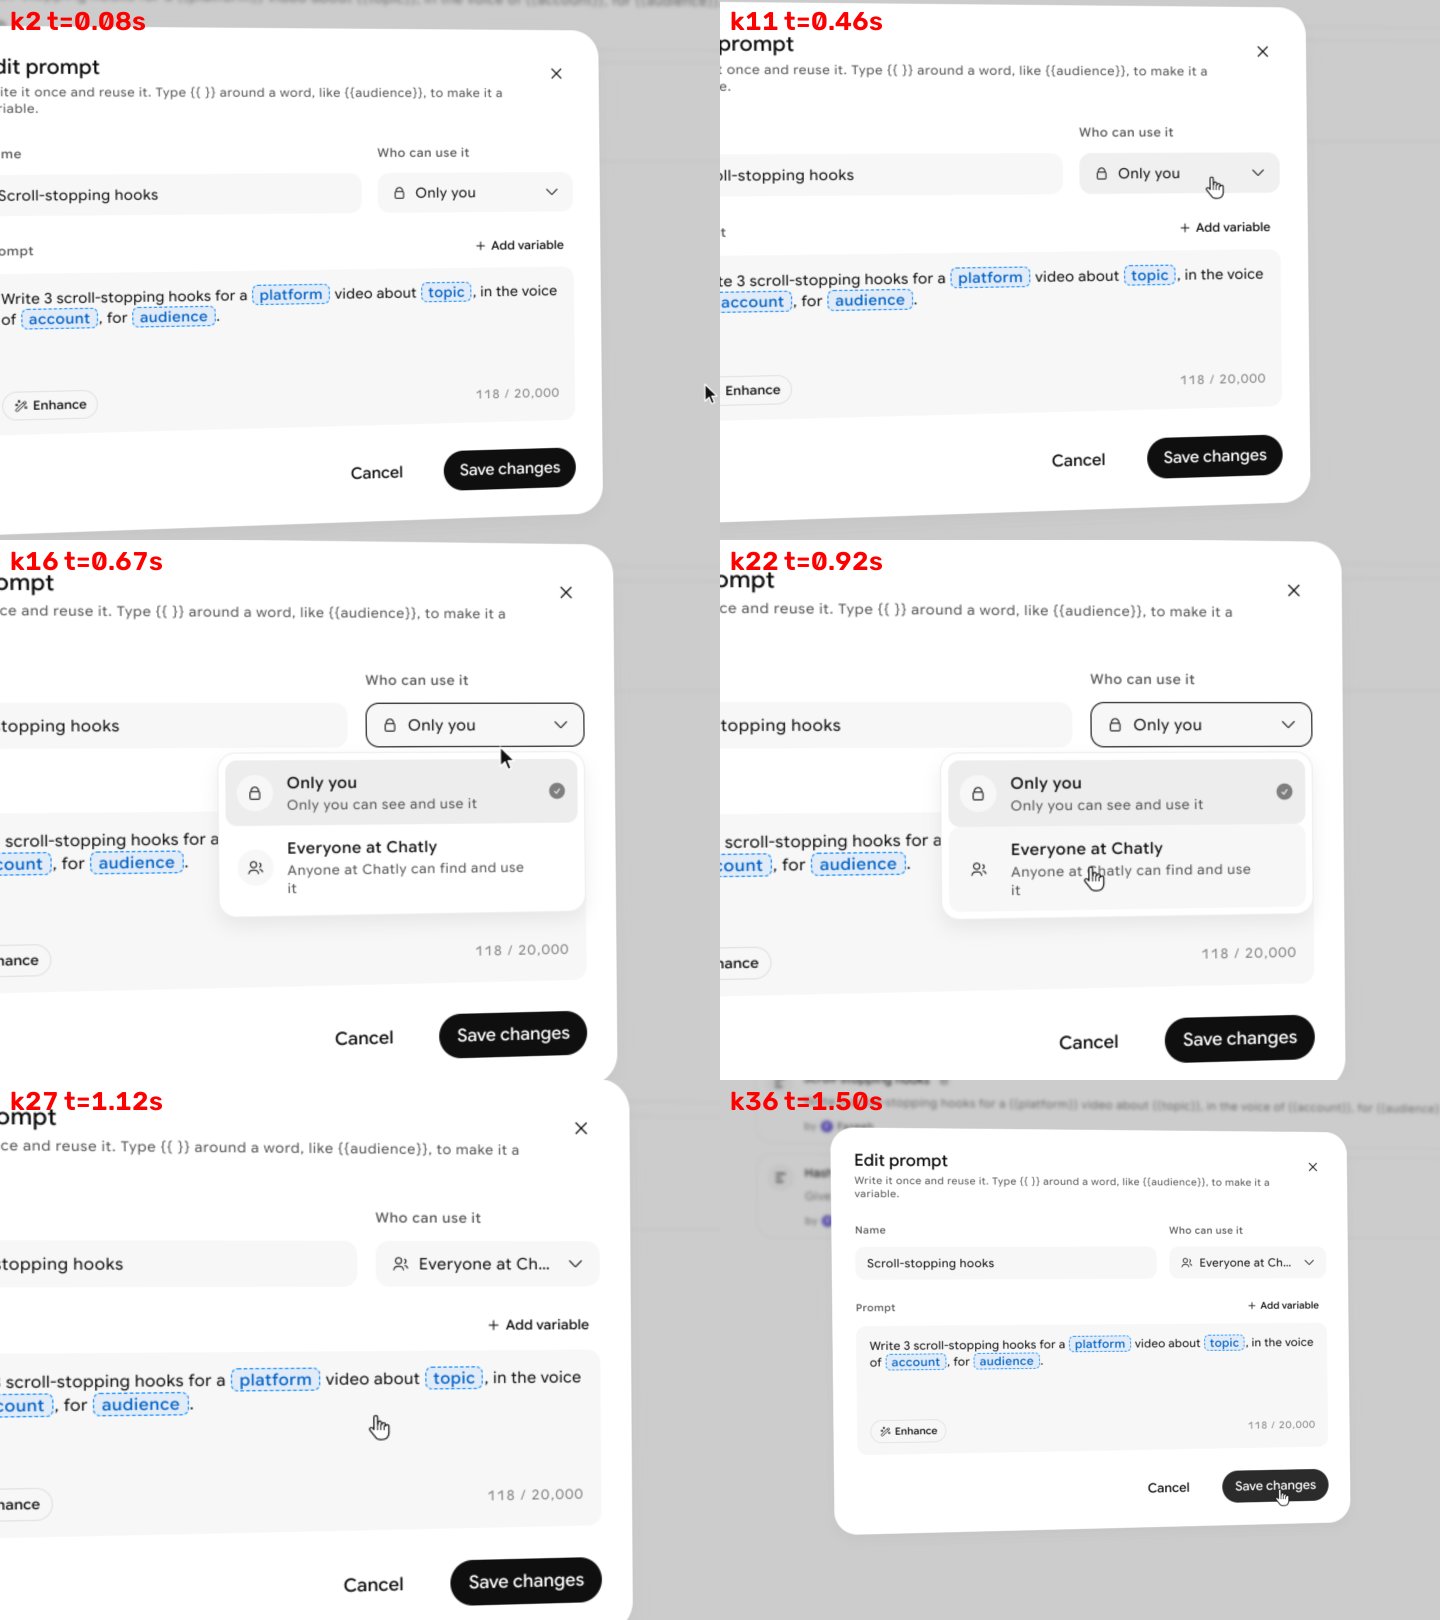 k2 t=0.08s
dit prompt
ite it once and reuse it. Type {{ }} around a word, like {{audience}}, to make it a
riable.
me
Who can use it
Scroll-stopping hooks
Only you
ompt
+ Add variable
Write 3 scroll-stopping hooks for a platform video about topic, in the voice
of account, for audience.
118 / 20,000
Enhance
Cancel
Save changes
k11 t=0.46s
prompt
once and reuse it. Type {{ }} around a word, like {{audience}}, to make it a
e.
Who can use it
oll-stopping hooks
Only you
t
+ Add variable
te 3 scroll-stopping hooks for a platform video about topic, in the voice
account, for audience.
118 / 20,000
Enhance
Cancel
Save changes
k16 t=0.67s
ompt
ce and reuse it. Type {{ }} around a word, like {{audience}}, to make it a
Who can use it
topping hooks
Only you
Only you
Only you can see and use it
scroll-stopping hooks for a
count, for audience.
Everyone at Chatly
Anyone at Chatly can find and use
it
hance
118 / 20,000
Cancel
Save changes
k22 t=0.92s
ompt
ce and reuse it. Type {{ }} around a word, like {{audience}}, to make it a
Who can use it
topping hooks
Only you
Only you
Only you can see and use it
scroll-stopping hooks for a
count, for audience.
Everyone at Chatly
Anyone at Chatly can find and use
it
hance
118 / 20,000
Cancel
Save changes
k27 t=1.12s
ompt
ce and reuse it. Type {{ }} around a word, like {{audience}}, to make it a
Who can use it
topping hooks
Everyone at Ch...
+ Add variable
scroll-stopping hooks for a platform video about topic, in the voice
count, for audience.
118 / 20,000
hance
Cancel
Save changes
k36 t=1.50s
stopping hooks for a {{platform}} video about {{topic}}, in the voice of {{account}}, for {{audience}}
by
Edit prompt
Write it once and reuse it. Type {{ }} around a word, like {{audience}}, to make it a
variable.
Name
Who can use it
Scroll-stopping hooks
Everyone at Ch...
Prompt
+ Add variable
Write 3 scroll-stopping hooks for a platform video about topic, in the voice
of account, for audience.
118 / 20,000
Enhance
Cancel
Save changes